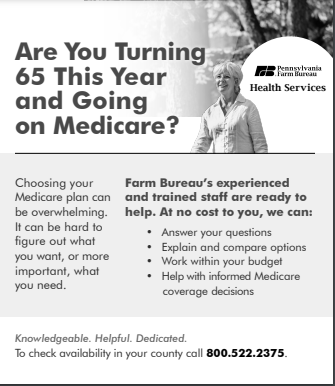 Are You Turning
65 This Year
and Going
on Medicare?
Pennsylvania
Farm Bureau
Health Services
Choosing your
Medicare plan can
be overwhelming.
It can be hard to
figure out what
you want, or more
important, what
you need.
Farm Bureau's experienced
and trained staff are ready to
help. At no cost to you, we can:
• Answer your questions
• Explain and compare options
• Work within your budget
• Help with informed Medicare
coverage decisions
Knowledgeable. Helpful. Dedicated.
To check availability in your county call 800.522.2375.